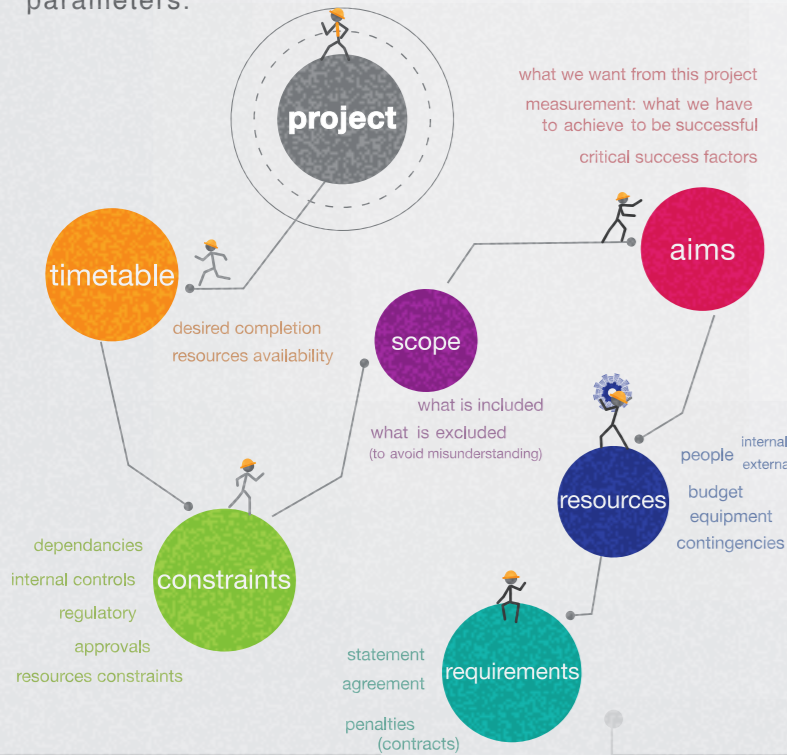 parameters:
project
what we want from this project
measurement: what we have
to achieve to be successful
critical success factors
timetable
aims
desired completion
resources availability
scope
what is included
what is excluded
(to avoid misunderstanding)
people
internal
resources
budget
equipment
contingencies
dependancies
internal controls
constraints
regulatory
approvals
resources constraints
statement
requirements
agreement
penalties
(contracts)